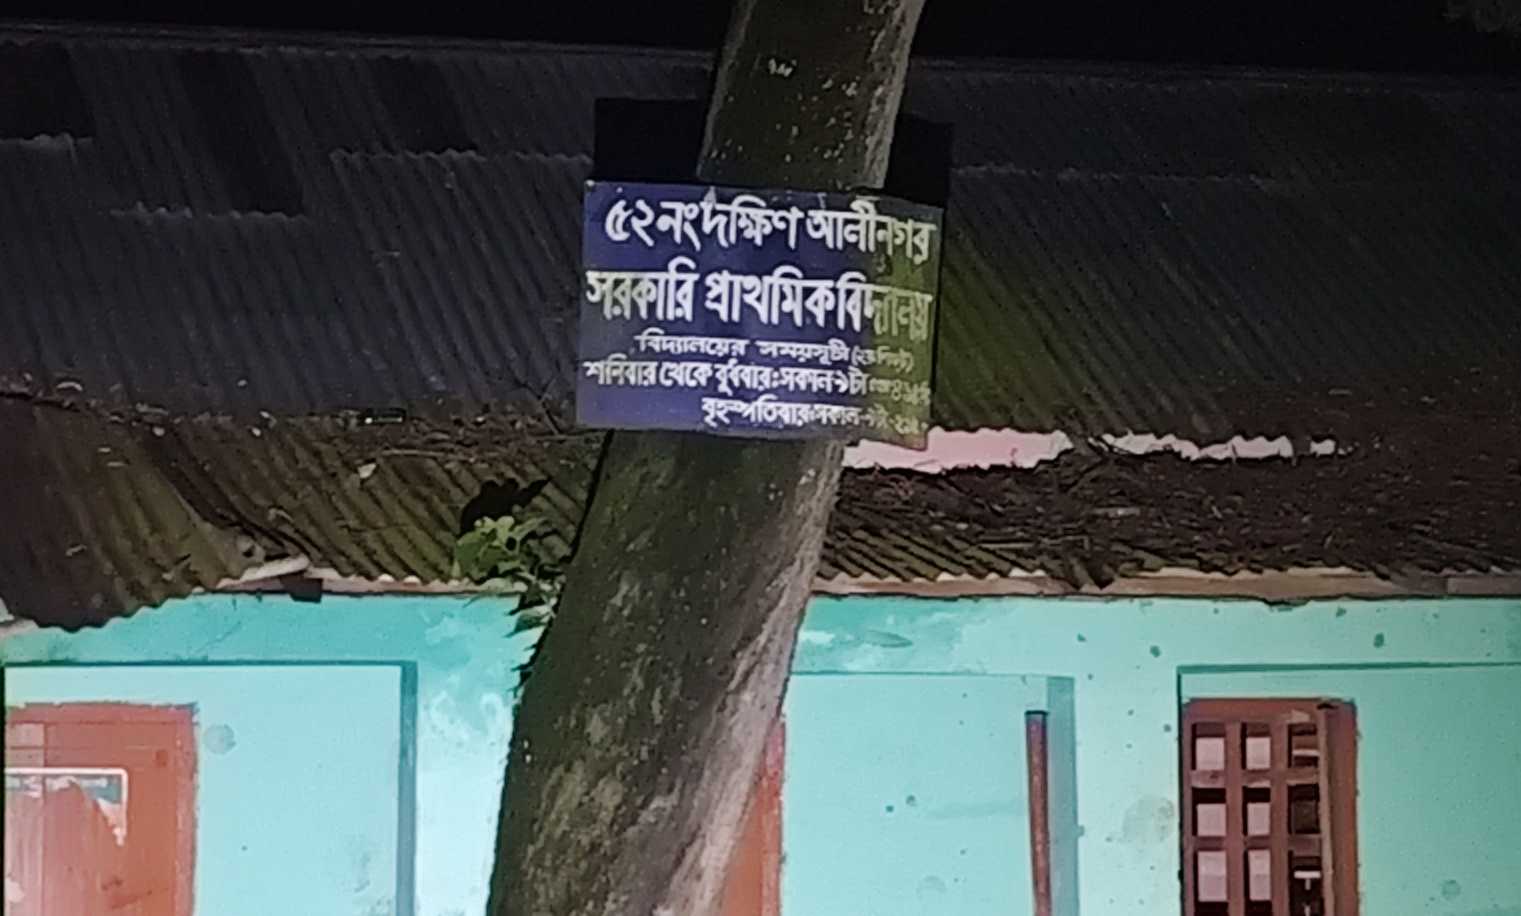 ৫২নং দক্ষিণ আলীনগর
সরকারি প্রাথমিক বিদ্যালয়
বিদ্যালয়ের সময়সূচী
শনিবার থেকে বুধবার: সকাল ৯টা
বৃহস্পতিবার: সকাল